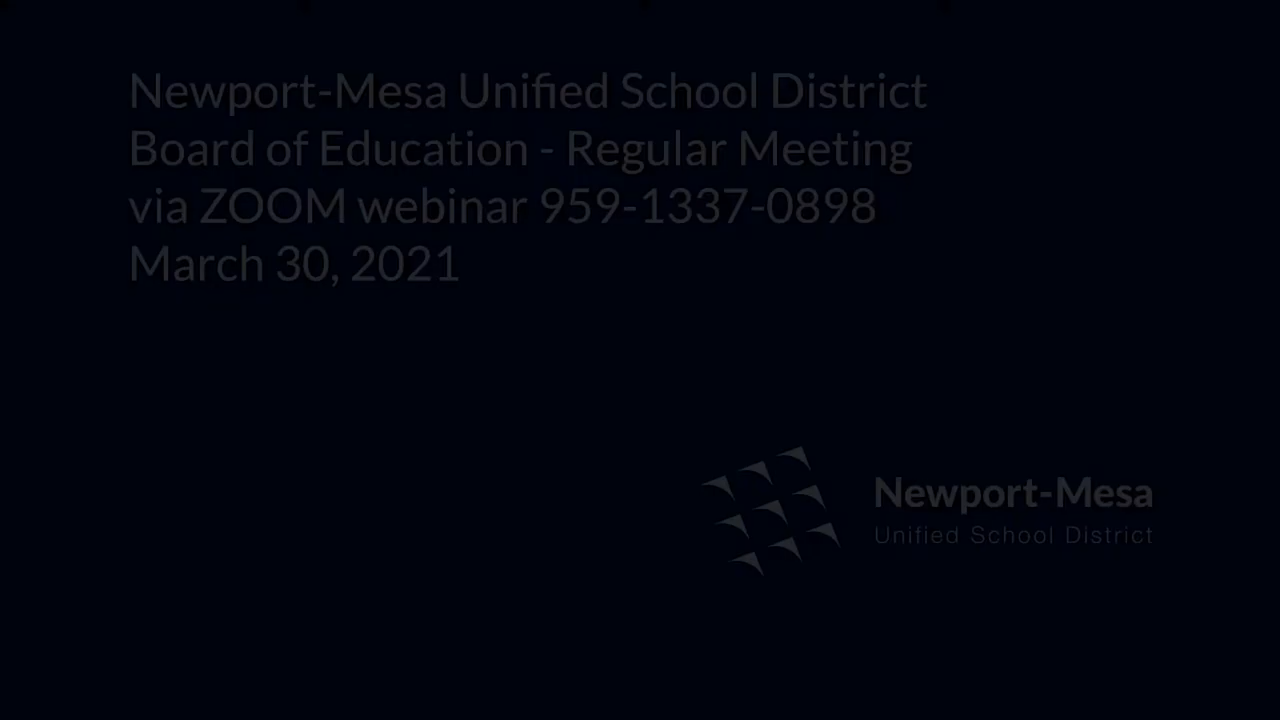 Newport-Mesa Unified School District
Board of Education - Regular Meeting
via ZOOM webinar 959-1337-0898
March 30, 2021
Newport-Mesa
Unified School District